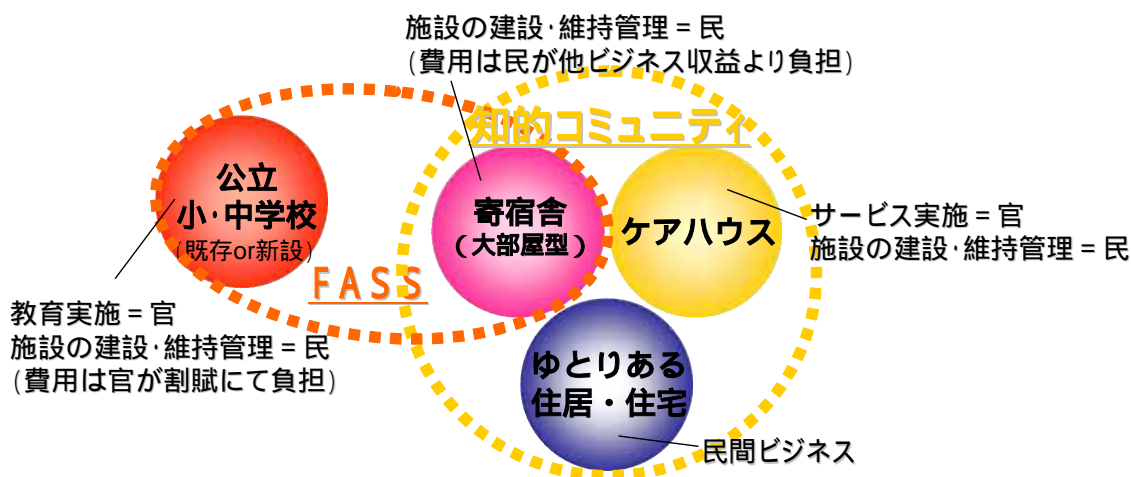 施設の建設・維持管理 = 民
(費用は民が他ビジネス収益より負担)
知的コミュニティ
公立
小・中学校
(既存or新設)
寄宿舎
(大部屋型)
ケアハウス
サービス実施 = 官
施設の建設・維持管理 = 民
FASS
教育実施 = 官
施設の建設・維持管理 = 民
(費用は官が割賦にて負担)
ゆとりある
住居・住宅
民間ビジネス